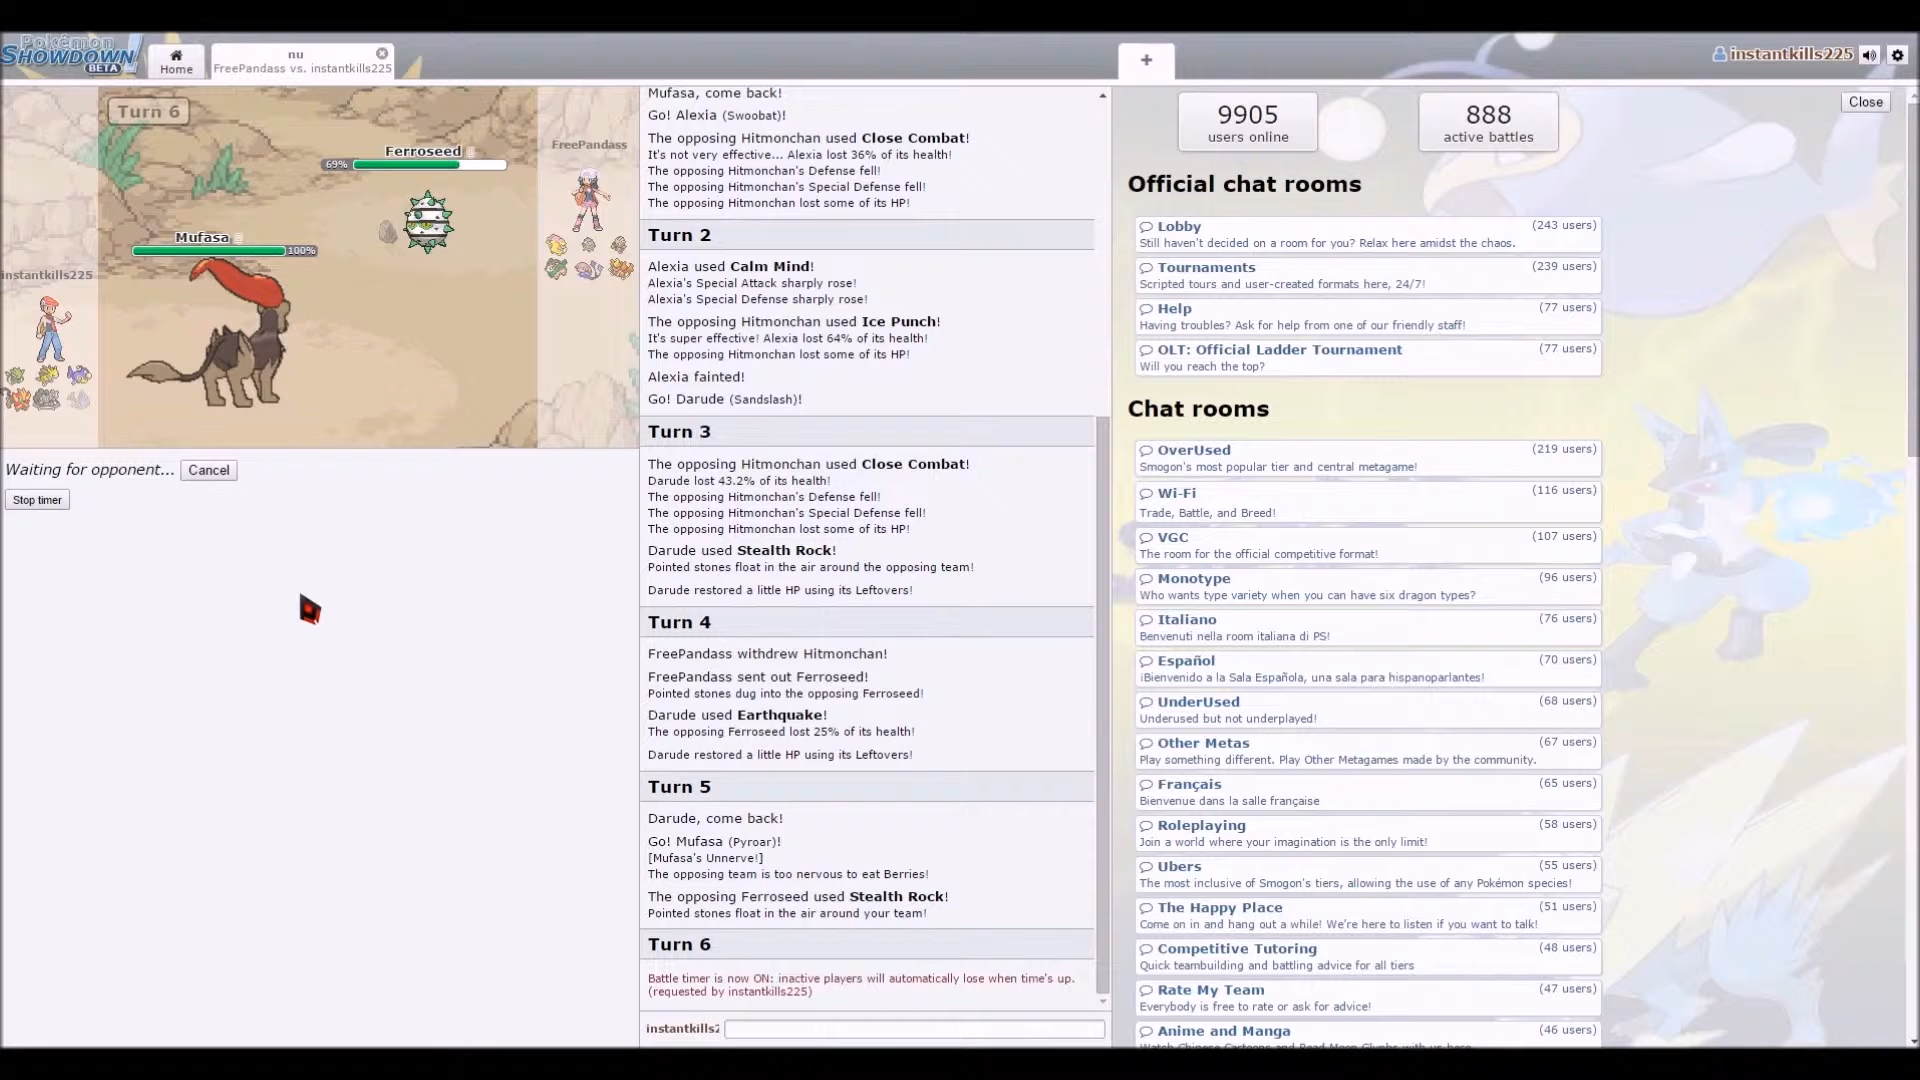 Pokémon
SHOWDOWN!
BETA
Home
nu
FreePandass vs. instantkills225
+
instantkills225
Turn 6
Ferroseed
69%
Mufasa
100%
FreePandass
instantkills225
Waiting for opponent... Cancel
Stop timer
Mufasa, come back!
Go! Alexia (Swoobat)!
The opposing Hitmonchan used Close Combat!
It's not very effective... Alexia lost 36% of its health!
The opposing Hitmonchan's Defense fell!
The opposing Hitmonchan's Special Defense fell!
The opposing Hitmonchan lost some of its HP!
Turn 2
Alexia used Calm Mind!
Alexia's Special Attack sharply rose!
Alexia's Special Defense sharply rose!
The opposing Hitmonchan used Ice Punch!
It's super effective! Alexia lost 64% of its health!
The opposing Hitmonchan lost some of its HP!
Alexia fainted!
Go! Darude (Sandslash)!
Turn 3
The opposing Hitmonchan used Close Combat!
Darude lost 43.2% of its health!
The opposing Hitmonchan's Defense fell!
The opposing Hitmonchan's Special Defense fell!
The opposing Hitmonchan lost some of its HP!
Darude used Stealth Rock!
Pointed stones float in the air around the opposing team!
Darude restored a little HP using its Leftovers!
Turn 4
FreePandass withdrew Hitmonchan!
FreePandass sent out Ferroseed!
Pointed stones dug into the opposing Ferroseed!
Darude used Earthquake!
The opposing Ferroseed lost 25% of its health!
Darude restored a little HP using its Leftovers!
Turn 5
Darude, come back!
Go! Mufasa (Pyroar)!
[Mufasa's Unnerve!]
The opposing team is too nervous to eat Berries!
The opposing Ferroseed used Stealth Rock!
Pointed stones float in the air around your team!
Turn 6
Battle timer is now ON: inactive players will automatically lose when time's up.
(requested by instantkills225)
9905
users online
888
active battles
Close
Official chat rooms
Lobby (243 users)
Still haven't decided on a room for you? Relax here amidst the chaos.
Tournaments (239 users)
Scripted tours and user-created formats here, 24/7!
Help (77 users)
Having troubles? Ask for help from one of our friendly staff!
OLT: Official Ladder Tournament (77 users)
Will you reach the top?
Chat rooms
OverUsed (219 users)
Smogon's most popular tier and central metagame!
Wi-Fi (116 users)
Trade, Battle, and Breed!
VGC (107 users)
The room for the official competitive format!
Monotype (96 users)
Who wants type variety when you can have six dragon types?
Italiano (76 users)
Benvenuti nella room italiana di PS!
Español (70 users)
¡Bienvenido a la Sala Española, una sala para hispanoparlantes!
UnderUsed (68 users)
Underused but not underplayed!
Other Metas (67 users)
Play something different. Play Other Metagames made by the community.
Français (65 users)
Bienvenue dans la salle française
Roleplaying (58 users)
Join a world where your imagination is the only limit!
Ubers (55 users)
The most inclusive of Smogon's tiers, allowing the use of any Pokémon species!
The Happy Place (51 users)
Come on in and hang out a while! We're here to listen if you want to talk!
Competitive Tutoring (48 users)
Quick teambuilding and battling advice for all tiers
Rate My Team (47 users)
Everybody is free to rate or ask for advice!
Anime and Manga (46 users)